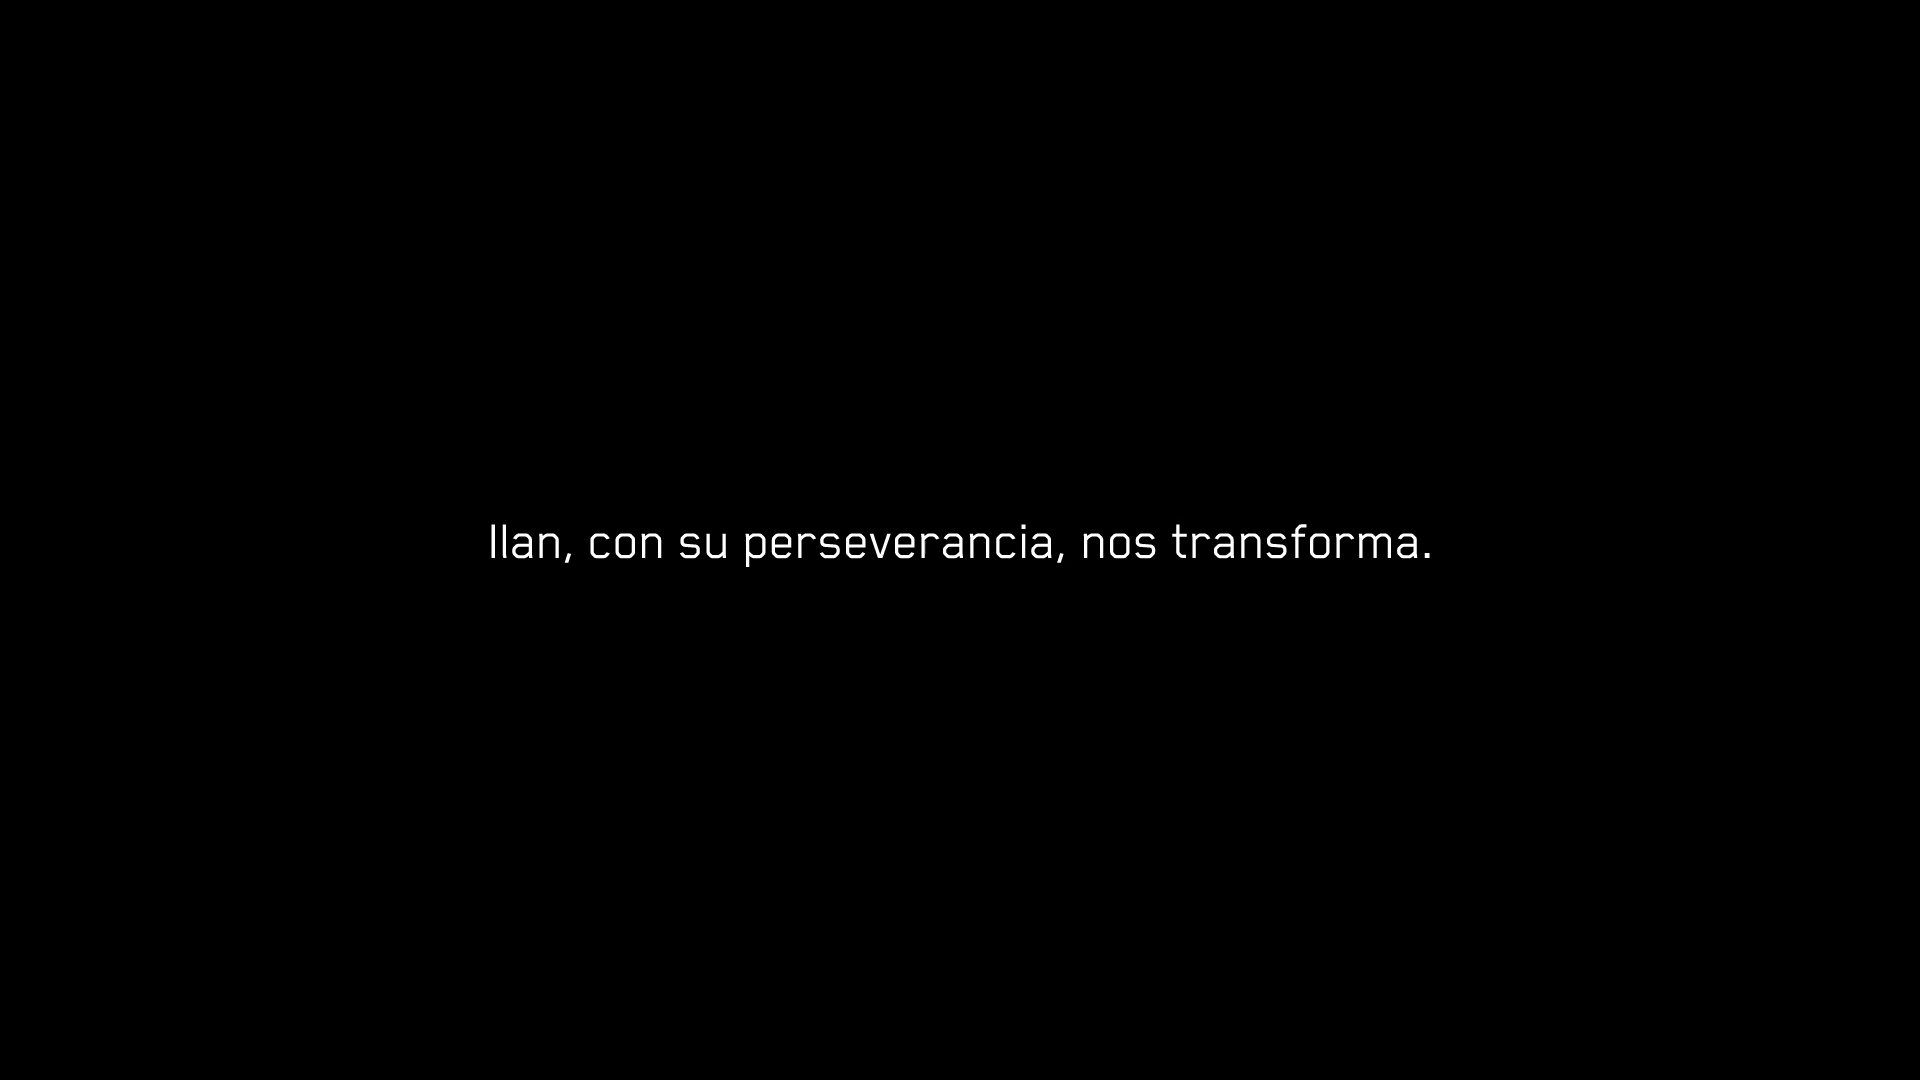 Ilan, con su perseverancia, nos transforma.